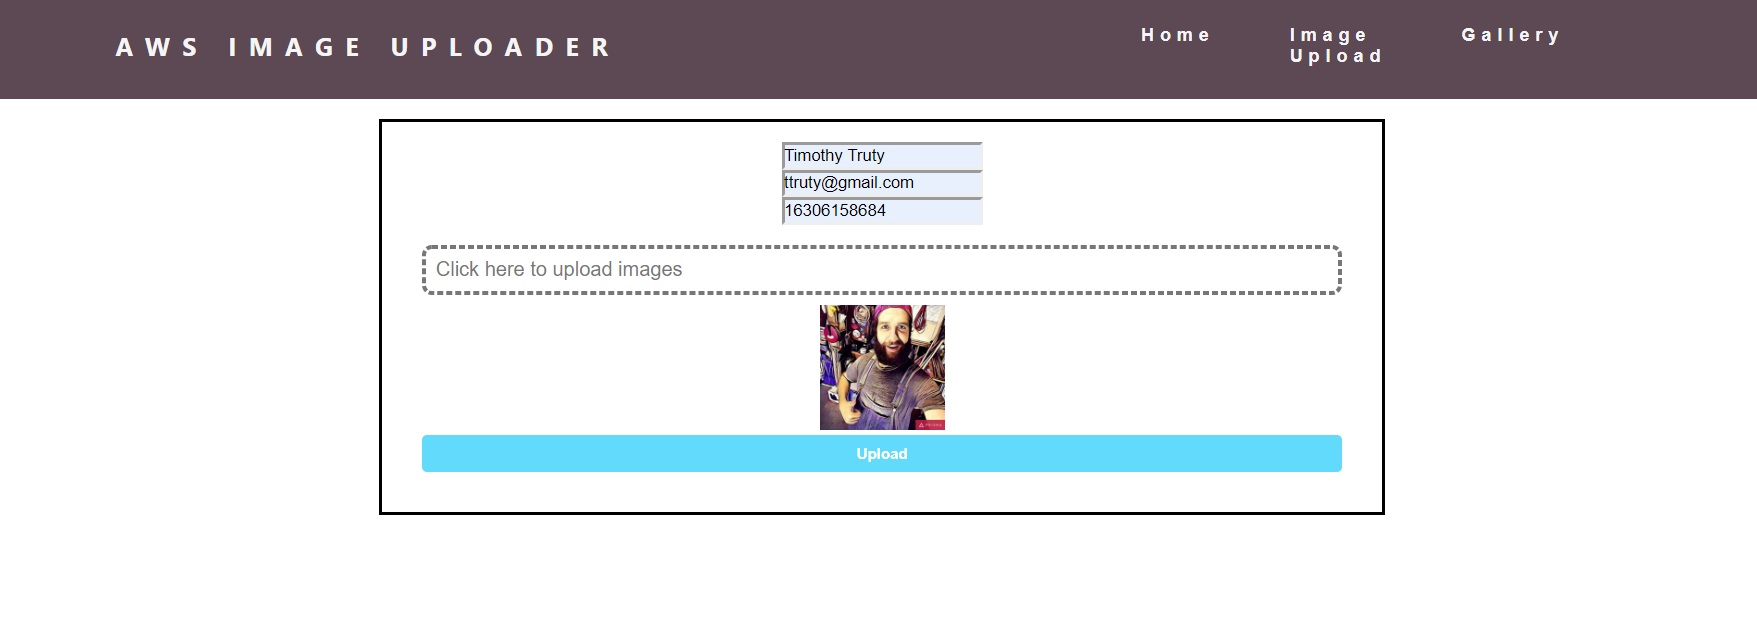 AWS IMAGE UPLOADER
Home
Image
Upload
Gallery
Timothy Truty
ttruty@gmail.com
16306158684
Click here to upload images
Upload